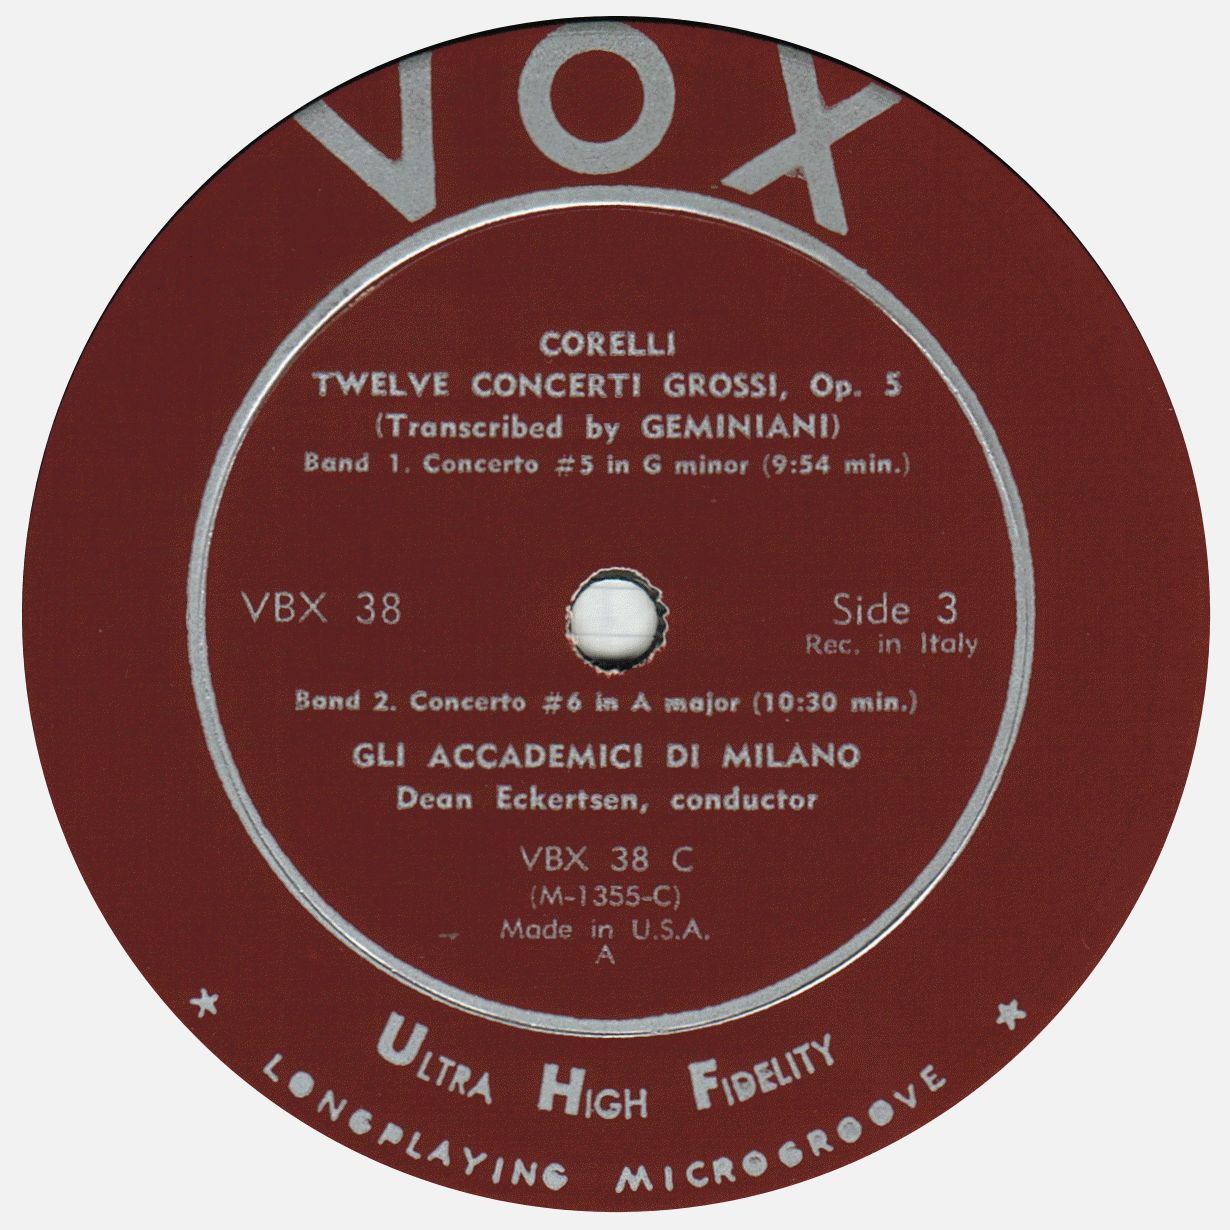 VOX
CORELLI
TWELVE CONCERTI GROSSI, Op. 5
(Transcribed by GEMINIANI)
Band 1. Concerto #5 in G minor (9:54 min.)
VBX 38
Side 3
Rec. in Italy
Band 2. Concerto #6 in A major (10:30 min.)
GLI ACCADEMICI DI MILANO
Dean Eckertsen, conductor
VBX 38 C
(M-1355-C)
Made in U.S.A.
A
ULTRA HIGH FIDELITY
LONGPLAYING MICROGROOVE